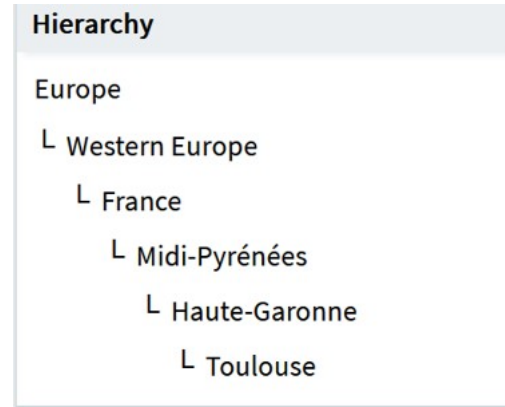 Hierarchy
Europe
└ Western Europe
└ France
└ Midi-Pyrénées
└ Haute-Garonne
└ Toulouse